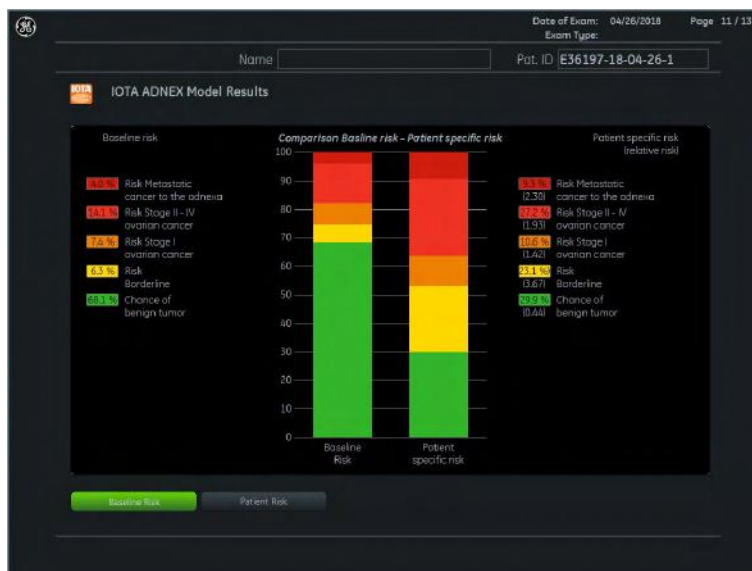 Date of Exam: 04/26/2018 Page 11 / 13
Exam Type:
Name Pat. ID E36197-18-04-26-1
IOTA
IOTA ADNEX Model Results
Baseline risk
Comparison Basline risk - Patient specific risk
Patient specific risk
(relative risk)
4.0 % Risk Metastatic
cancer to the adnexa
14.1 % Risk Stage II - IV
ovarian cancer
7.4 % Risk Stage I
ovarian cancer
6.3 % Risk
Borderline
68.1 % Chance of
benign tumor
100
90
80
70
60
50
40
30
20
10
0
Baseline
Risk
Patient
specific risk
9.3 % Risk Metastatic
(2.30) cancer to the adnexa
27.2 % Risk Stage II - IV
(1.93) ovarian cancer
10.6 % Risk Stage I
(1.42) ovarian cancer
23.1 % Risk
(3.67) Borderline
29.9 % Chance of
(0.44) benign tumor
Baseline Risk
Patient Risk